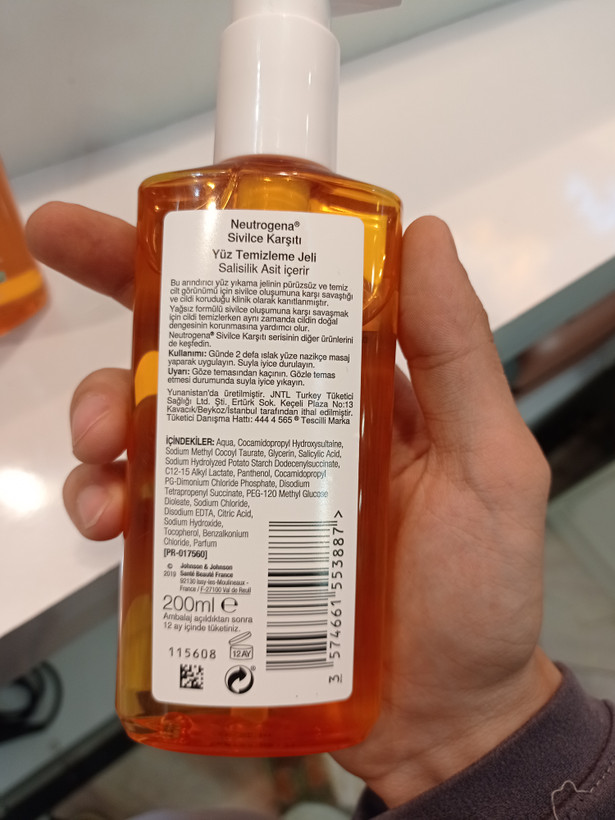 Neutrogena®
Sivilce Karşıtı
Yüz Temizleme Jeli
Salisilik Asit içerir
Bu arındırıcı yüz yıkama jelinin pürüzsüz ve temiz
cilt görünümü için sivilce oluşumuna karşı savaştığı
ve cildi koruduğu klinik olarak kanıtlanmıştır.
Yağsız formülü sivilce oluşumuna karşı savaşmak
için cildi temizlerken aynı zamanda cildin doğal
dengesinin korunmasına yardımcı olur.
Neutrogena® Sivilce Karşıtı serisinin diğer ürünlerini
de keşfedin.
Kullanımı: Günde 2 defa ıslak yüze nazikçe masaj
yaparak uygulayın. Suyla iyice durulayın.
Uyarı: Göze temasından kaçının. Gözle temas
etmesi durumunda suyla iyice yıkayın.
Yunanistan'da üretilmiştir. JNTL Turkey Tüketici
Sağlığı Ltd. Şti. Ertürk Sok. Keçeli Plaza No:13
Kavacık/Beykoz/İstanbul tarafından ithal edilmiştir.
Tüketici Danışma Hattı: 444 4 565 ® Tescilli Marka
İÇİNDEKİLER: Aqua, Cocamidopropyl Hydroxysultaine,
Sodium Methyl Cocoyl Taurate, Glycerin, Salicylic Acid,
Sodium Hydrolyzed Potato Starch Dodecenylsuccinate,
C12-15 Alkyl Lactate, Panthenol, Cocamidopropyl
PG-Dimonium Chloride Phosphate, Disodium
Tetrapropenyl Succinate, PEG-120 Methyl Glucose
Dioleate, Sodium Chloride,
Disodium EDTA, Citric Acid,
Sodium Hydroxide,
Tocopherol, Benzalkonium
Chloride, Parfum
[PR-017560]
© Johnson & Johnson
2019 Santé Beauté France
92130 Issy-les-Moulineaux -
France / F-27100 Val de Reuil
200ml ℮
Ambalaj açıldıktan sonra
12 ay içinde tüketiniz.
115608
12 AY
3 574661 553887 >